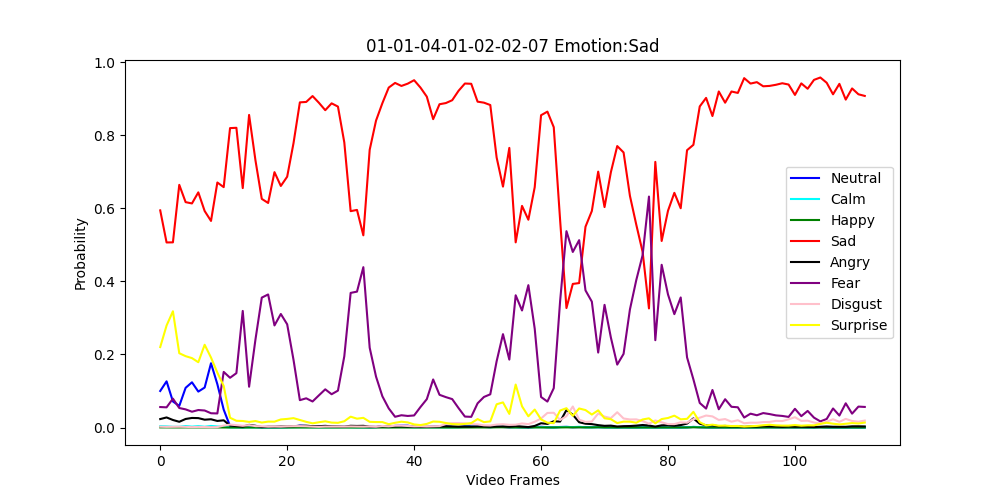 01-01-04-01-02-02-07 Emotion:Sad
1.0
0.8
0.6
0.4
0.2
0.0
Probability
Neutral
Calm
Happy
Sad
Angry
Fear
Disgust
Surprise
0 20 40 60 80 100
Video Frames